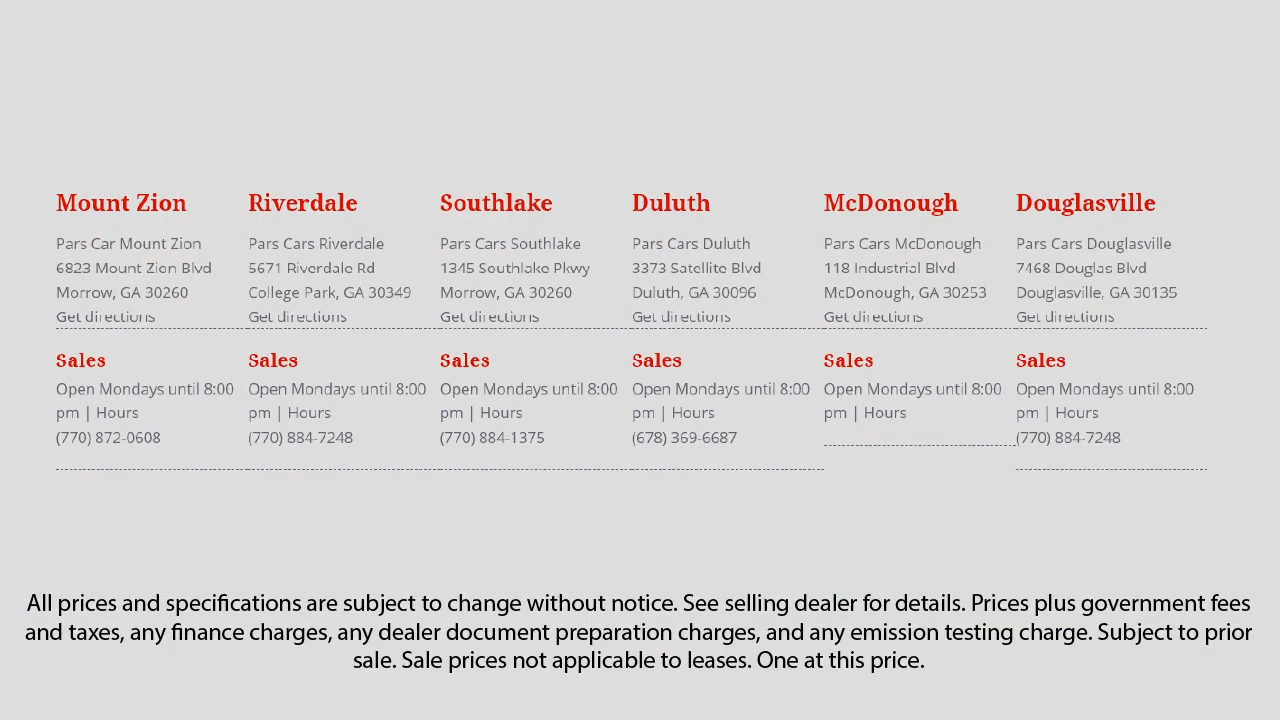 Mount Zion
Pars Car Mount Zion
6823 Mount Zion Blvd
Morrow, GA 30260
Get directions
Sales
Open Mondays until 8:00
pm | Hours
(770) 872-0608
Riverdale
Pars Cars Riverdale
5671 Riverdale Rd
College Park, GA 30349
Get directions
Sales
Open Mondays until 8:00
pm | Hours
(770) 884-7248
Southlake
Pars Cars Southlake
1345 Southlake Pkwy
Morrow, GA 30260
Get directions
Sales
Open Mondays until 8:00
pm | Hours
(770) 884-1375
Duluth
Pars Cars Duluth
3373 Satellite Blvd
Duluth, GA 30096
Get directions
Sales
Open Mondays until 8:00
pm | Hours
(678) 369-6687
McDonough
Pars Cars McDonough
118 Industrial Blvd
McDonough, GA 30253
Get directions
Sales
Open Mondays until 8:00
pm | Hours
Douglasville
Pars Cars Douglasville
7468 Douglas Blvd
Douglasville, GA 30135
Get directions
Sales
Open Mondays until 8:00
pm | Hours
(770) 884-7248
All prices and specifications are subject to change without notice. See selling dealer for details. Prices plus government fees
and taxes, any finance charges, any dealer document preparation charges, and any emission testing charge. Subject to prior
sale. Sale prices not applicable to leases. One at this price.